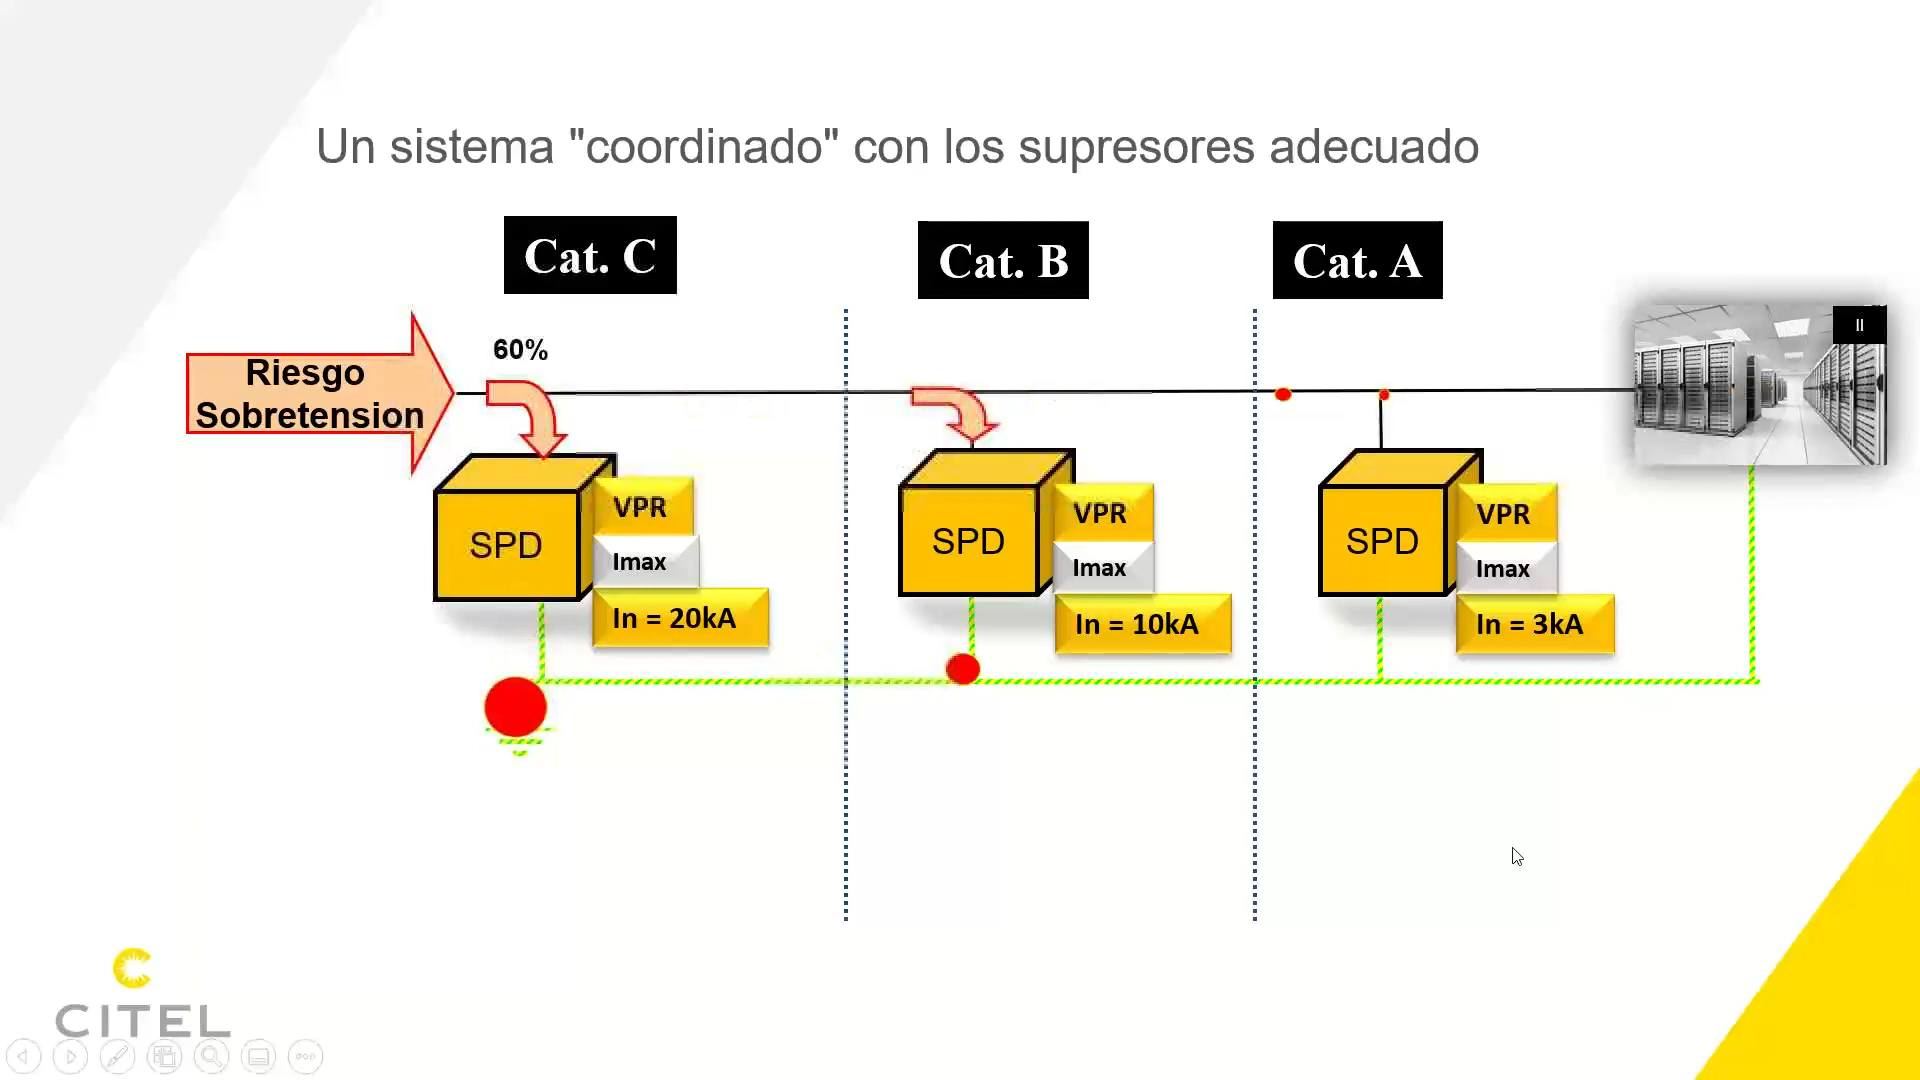 Un sistema "coordinado" con los supresores adecuado
Cat. C
Cat. B
Cat. A
II
60%
Riesgo
Sobretension
SPD
VPR
Imax
In = 20kA
SPD
VPR
Imax
In = 10kA
SPD
VPR
Imax
In = 3kA
CITEL